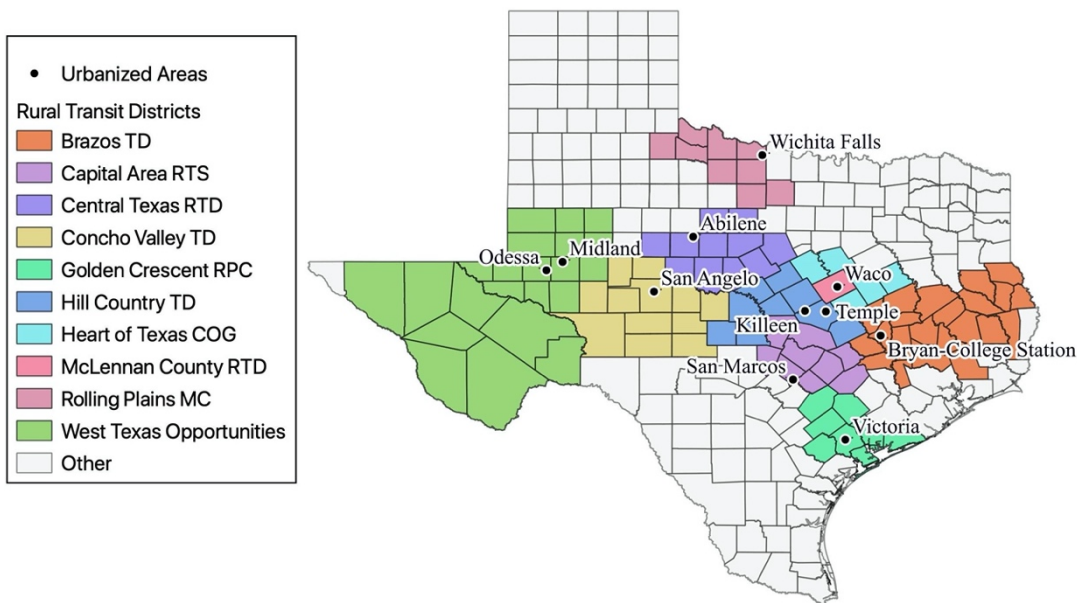 Urbanized Areas
Rural Transit Districts
Brazos TD
Capital Area RTS
Central Texas RTD
Concho Valley TD
Golden Crescent RPC
Hill Country TD
Heart of Texas COG
McLennan County RTD
Rolling Plains MC
West Texas Opportunities
Other
Wichita Falls
Abilene
Odessa
Midland
San Angelo
Waco
Killeen
Temple
Bryan-College Station
San Marcos
Victoria